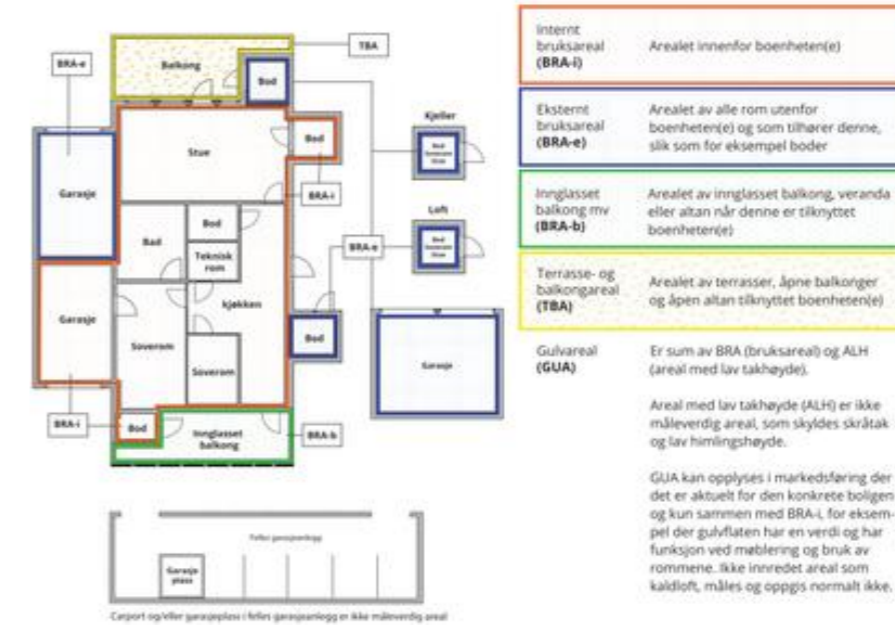 TBA
BRA-e
Balkong
Bod
Kjeller
Bod
Stue
Bod
Garasje
BRA-i
Loft
Bod
Bad
Teknisk
rom
BRA-e
Bod
kjøkken
Garasje
Soverom
Bod
Garasje
Soverom
BRA-i
Bod
Innglasset
balkong
BRA-b
Felles garasjeanlegg
Garasje
plass
Carport og/eller garasjeplass i felles garasjeanlegg er ikke måleverdig areal
Internt
bruksareal
(BRA-i)
Arealet innenfor boenheten(e)
Eksternt
bruksareal
(BRA-e)
Arealet av alle rom utenfor
boenheten(e) og som tilhører denne,
slik som for eksempel boder
Innglasset
balkong mv
(BRA-b)
Arealet av innglasset balkong, veranda
eller altan når denne er tilknyttet
boenheten(e)
Terrasse- og
balkongareal
(TBA)
Arealet av terrasser, åpne balkonger
og åpen altan tilknyttet boenheten(e)
Gulvareal
(GUA)
Er sum av BRA (bruksareal) og ALH
(areal med lav takhøyde).
Areal med lav takhøyde (ALH) er ikke
måleverdig areal, som skyldes skråtak
og lav himlingshøyde.
GUA kan opplyses i markedsføring der
det er aktuelt for den konkrete boligen
og kun sammen med BRA-i, for eksem-
pel der gulvflaten har en verdi og har
funksjon ved møblering og bruk av
rommene. Ikke innredet areal som
kaldloft, måles og oppgis normalt ikke.